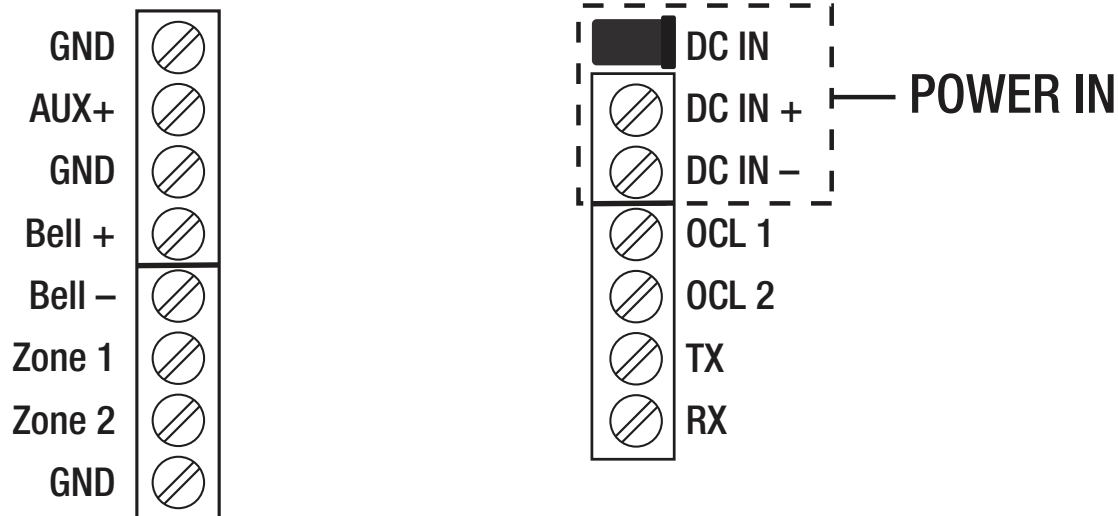 GND
AUX+
GND
Bell +
Bell –
Zone 1
Zone 2
GND
DC IN
DC IN +
DC IN –
OCL 1
OCL 2
TX
RX
POWER IN